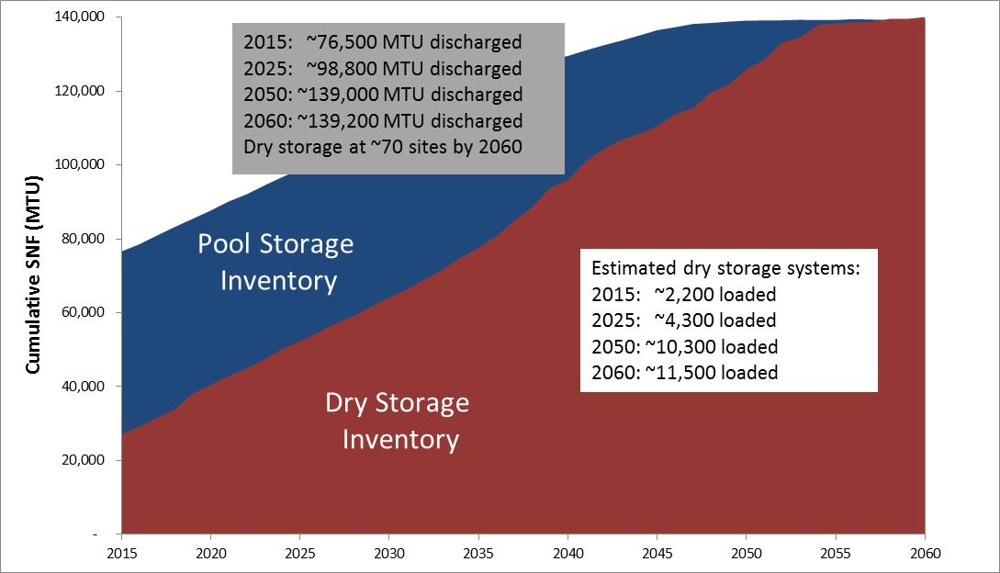 140,000
120,000
100,000
80,000
60,000
40,000
20,000
-
Cumulative SNF (MTU)
2015: ~76,500 MTU discharged
2025: ~98,800 MTU discharged
2050: ~139,000 MTU discharged
2060: ~139,200 MTU discharged
Dry storage at ~70 sites by 2060
Pool Storage
Inventory
Estimated dry storage systems:
2015: ~2,200 loaded
2025: ~4,300 loaded
2050: ~10,300 loaded
2060: ~11,500 loaded
Dry Storage
Inventory
2015 2020 2025 2030 2035 2040 2045 2050 2055 2060